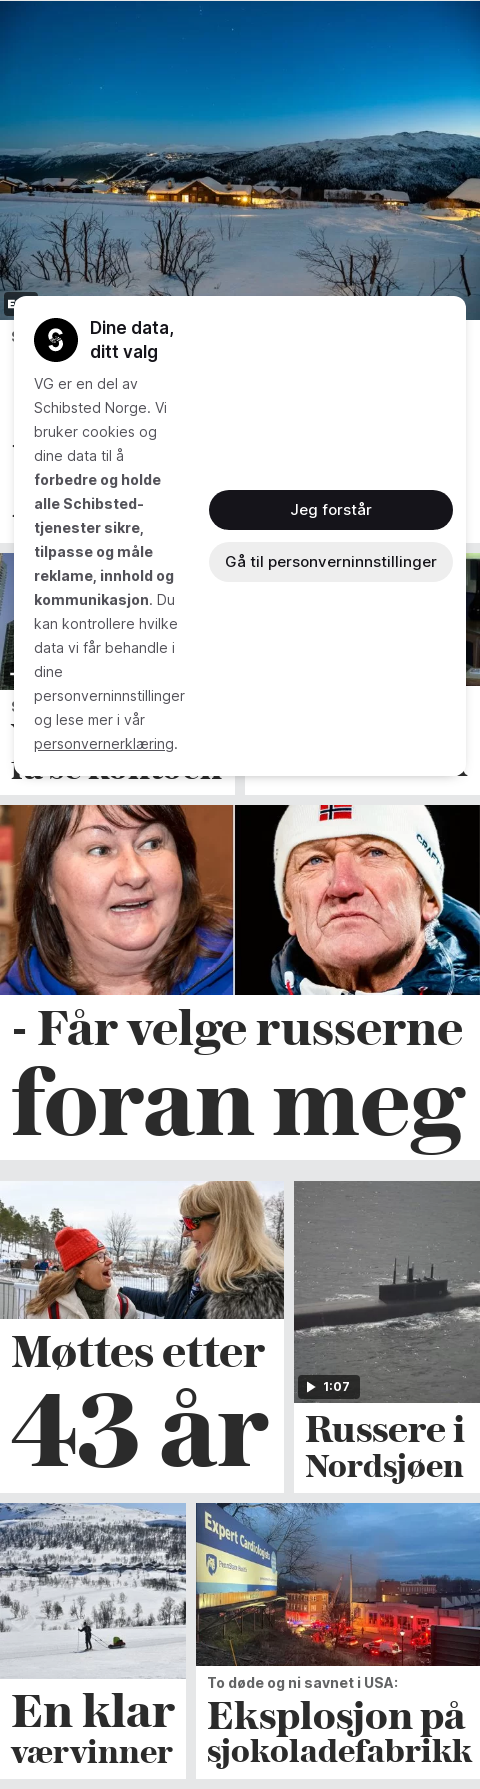 Dine data,
ditt valg
VG er en del av
Schibsted Norge. Vi
bruker cookies og
dine data til å
forbedre og holde
alle Schibsted-
tjenester sikre,
tilpasse og måle
reklame, innhold og
kommunikasjon. Du
kan kontrollere hvilke
data vi får behandle i
dine
personverninnstillinger
og lese mer i vår
personvernerklæring.
Jeg forstår
Gå til personverninnstillinger
CRAFT
- Får velge russerne
foran meg
Møttes etter
43 år
1:07
Russere i
Nordsjøen
En klar
værvinner
Expert Cardiologists
To døde og ni savnet i USA:
Eksplosjon på
sjokoladefabrikk